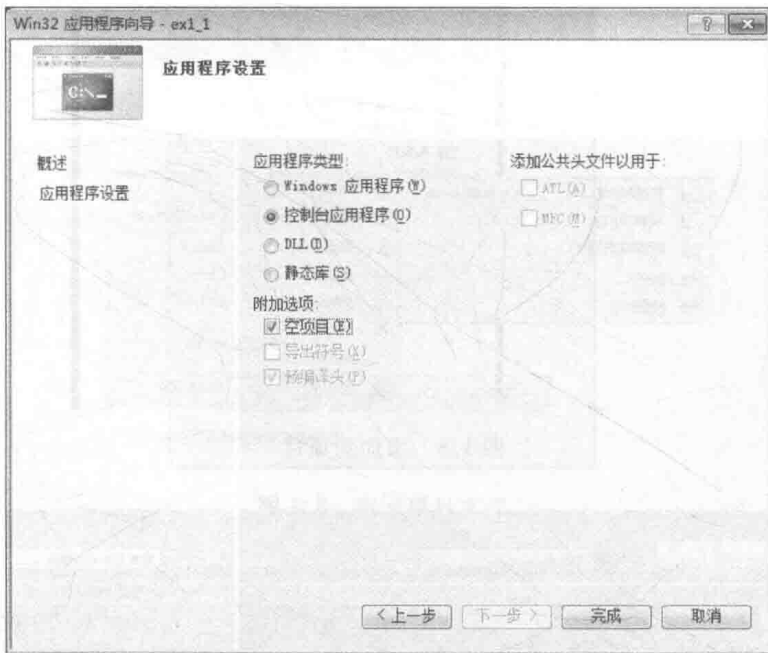 Win32 应用程序向导 - ex1_1
C:\_
应用程序设置
概述
应用程序设置
应用程序类型:
Windows 应用程序(W)
控制台应用程序(O)
DLL(D)
静态库(S)
附加选项:
空项目(E)
导出符号(X)
预编译头(P)
添加公共头文件以用于:
ATL(A)
MFC(M)
< 上一步
下一步 >
完成
取消